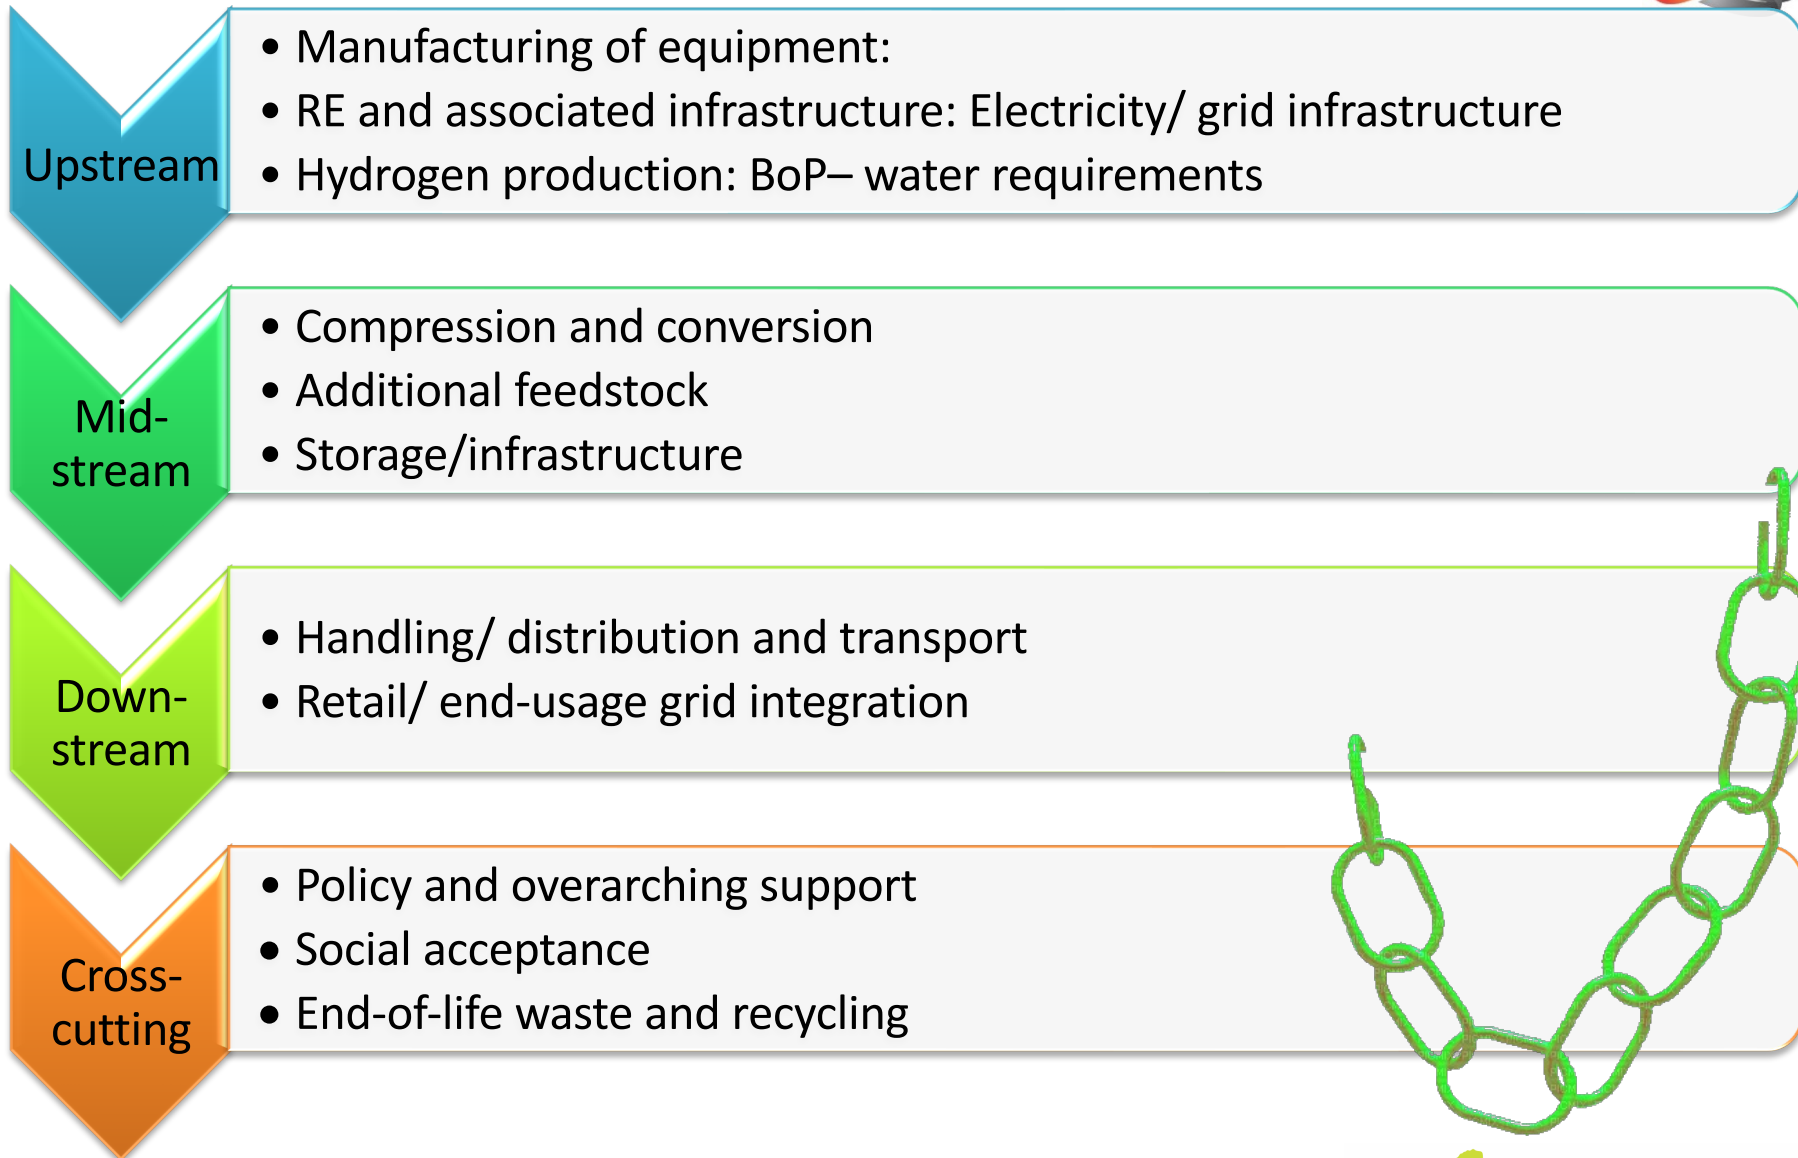 Upstream
• Manufacturing of equipment:
• RE and associated infrastructure: Electricity/ grid infrastructure
• Hydrogen production: BoP– water requirements
Mid-
stream
• Compression and conversion
• Additional feedstock
• Storage/infrastructure
Down-
stream
• Handling/ distribution and transport
• Retail/ end-usage grid integration
Cross-
cutting
• Policy and overarching support
• Social acceptance
• End-of-life waste and recycling